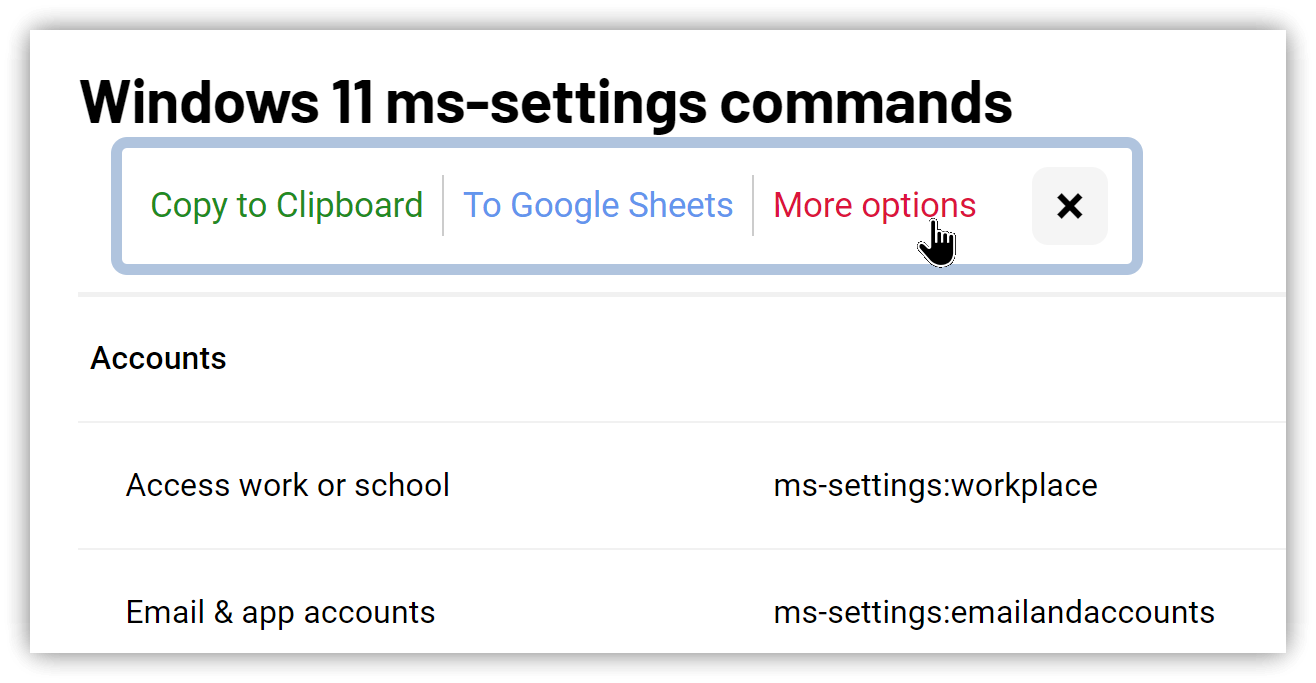 Windows 11 ms-settings commands
Copy to Clipboard To Google Sheets More options ×
Accounts
Access work or school ms-settings:workplace
Email & app accounts ms-settings:emailandaccounts